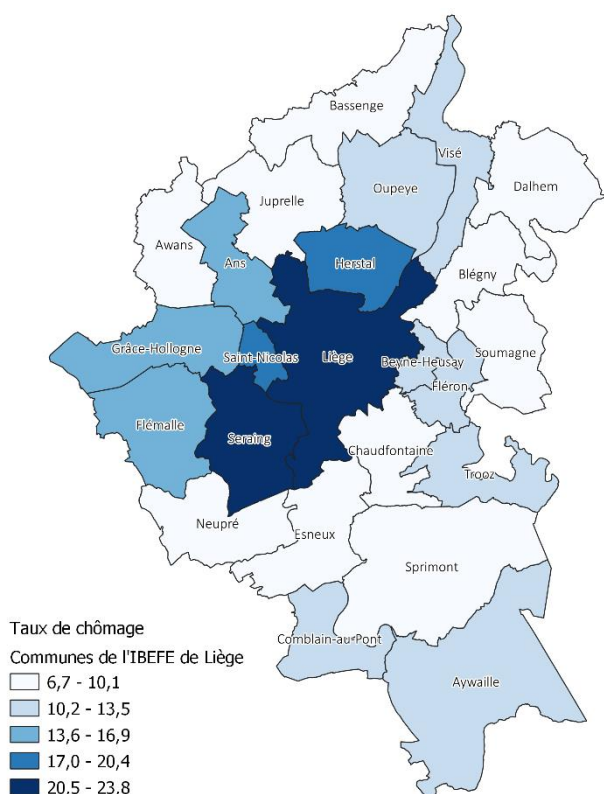 Bassenge
Visé
Oupeye
Dalhem
Juprelle
Awans
Ans
Herstal
Blégny
Grâce-Hollogne
Saint-Nicolas
Liège
Beyne-Heusay
Soumagne
Fléron
Flémalle
Seraing
Chaudfontaine
Trooz
Neupré
Esneux
Sprimont
Comblain-au-Pont
Aywaille
Taux de chômage
Communes de l'IBEFE de Liège
6,7 - 10,1
10,2 - 13,5
13,6 - 16,9
17,0 - 20,4
20,5 - 23,8